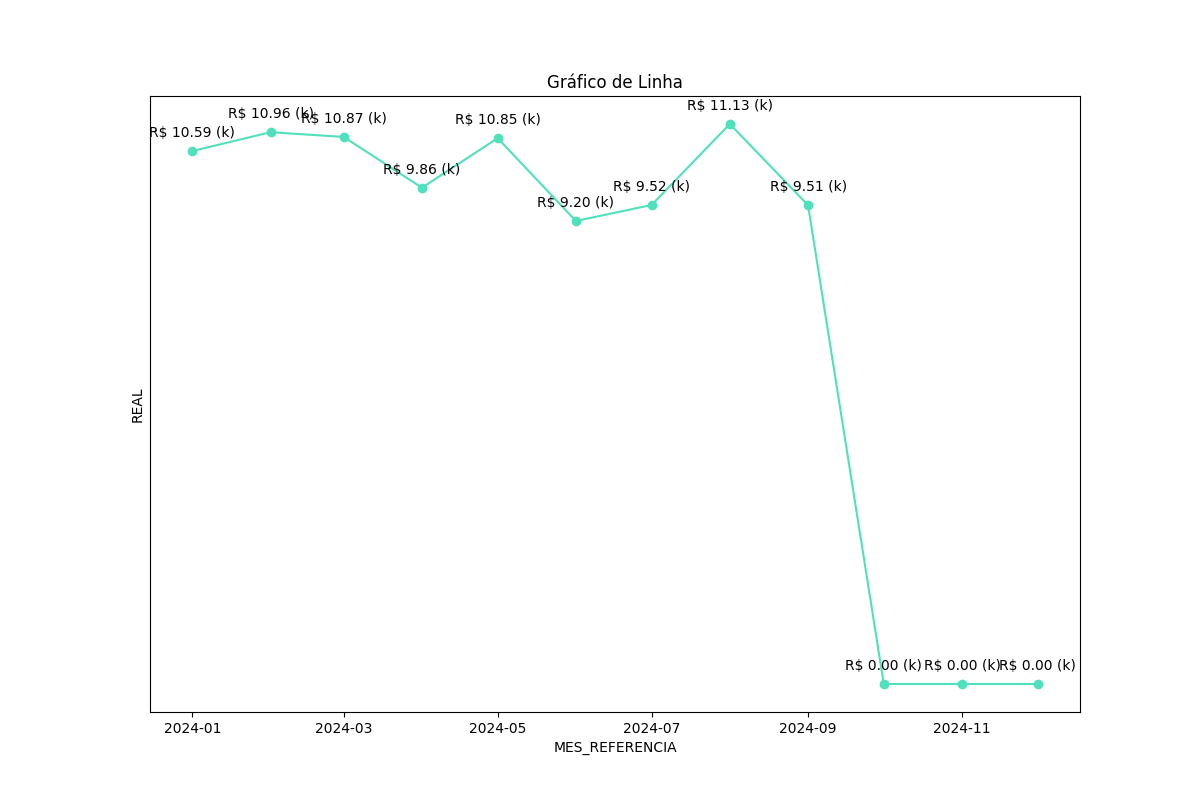 Gráfico de Linha
R$ 10.59 (k)
R$ 10.96 (k)
R$ 10.87 (k)
R$ 9.86 (k)
R$ 10.85 (k)
R$ 9.20 (k)
R$ 9.52 (k)
R$ 11.13 (k)
R$ 9.51 (k)
R$ 0.00 (k)
R$ 0.00 (k)
R$ 0.00 (k)
REAL
2024-01
2024-03
2024-05
2024-07
2024-09
2024-11
MES_REFERENCIA